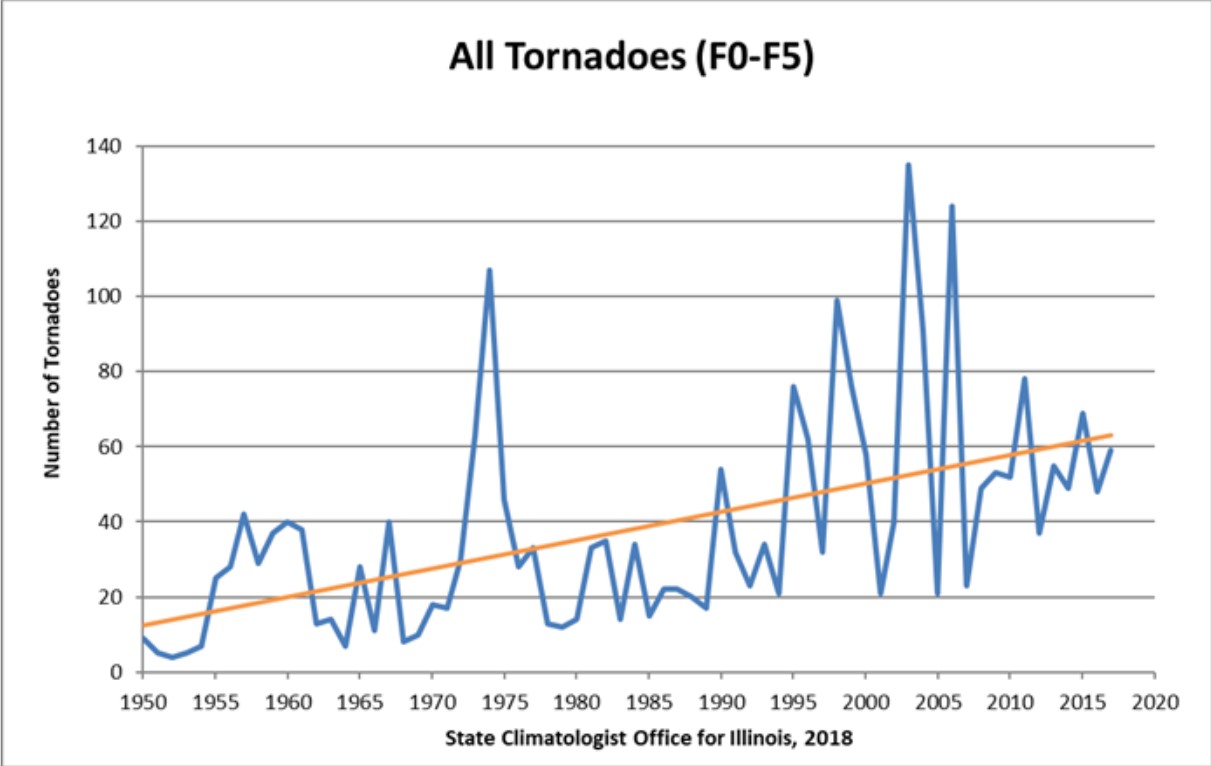 All Tornadoes (F0-F5)
Number of Tornadoes
140
120
100
80
60
40
20
0
1950 1955 1960 1965 1970 1975 1980 1985 1990 1995 2000 2005 2010 2015 2020
State Climatologist Office for Illinois, 2018